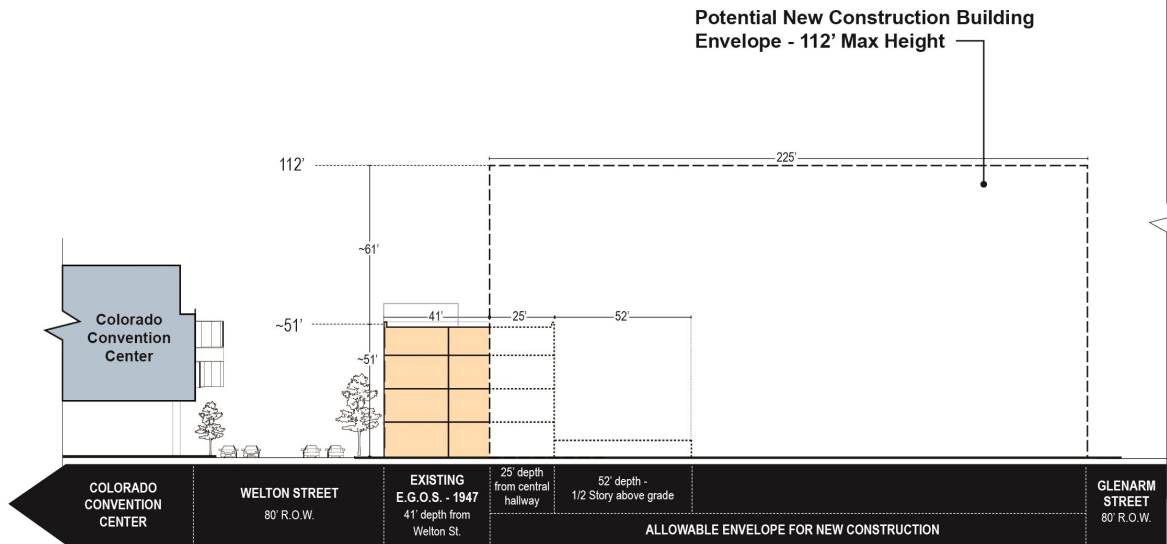 Potential New Construction Building
Envelope - 112’ Max Height
225’
112’
~61’
41’
25’
52’
~51’
~51’
Colorado
Convention
Center
COLORADO
CONVENTION
CENTER
WELTON STREET
80’ R.O.W.
EXISTING
E.G.O.S. - 1947
41’ depth from
Welton St.
25’ depth
from central
hallway
52’ depth -
1/2 Story above grade
ALLOWABLE ENVELOPE FOR NEW CONSTRUCTION
GLENARM
STREET
80’ R.O.W.